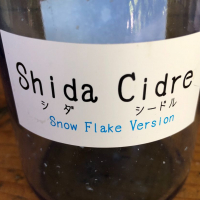 Shida Cidre
シダ シードル
Snow Flake Version